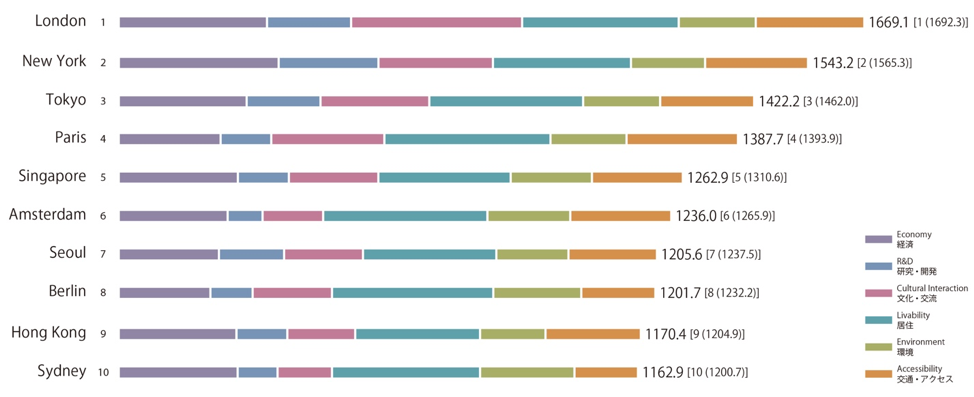 London 1 1669.1 [1 (1692.3)]
New York 2 1543.2 [2 (1565.3)]
Tokyo 3 1422.2 [3 (1462.0)]
Paris 4 1387.7 [4 (1393.9)]
Singapore 5 1262.9 [5 (1310.6)]
Amsterdam 6 1236.0 [6 (1265.9)]
Seoul 7 1205.6 [7 (1237.5)]
Berlin 8 1201.7 [8 (1232.2)]
Hong Kong 9 1170.4 [9 (1204.9)]
Sydney 10 1162.9 [10 (1200.7)]
Economy
経済
R&D
研究・開発
Cultural Interaction
文化・交流
Livability
居住
Environment
環境
Accessibility
交通・アクセス